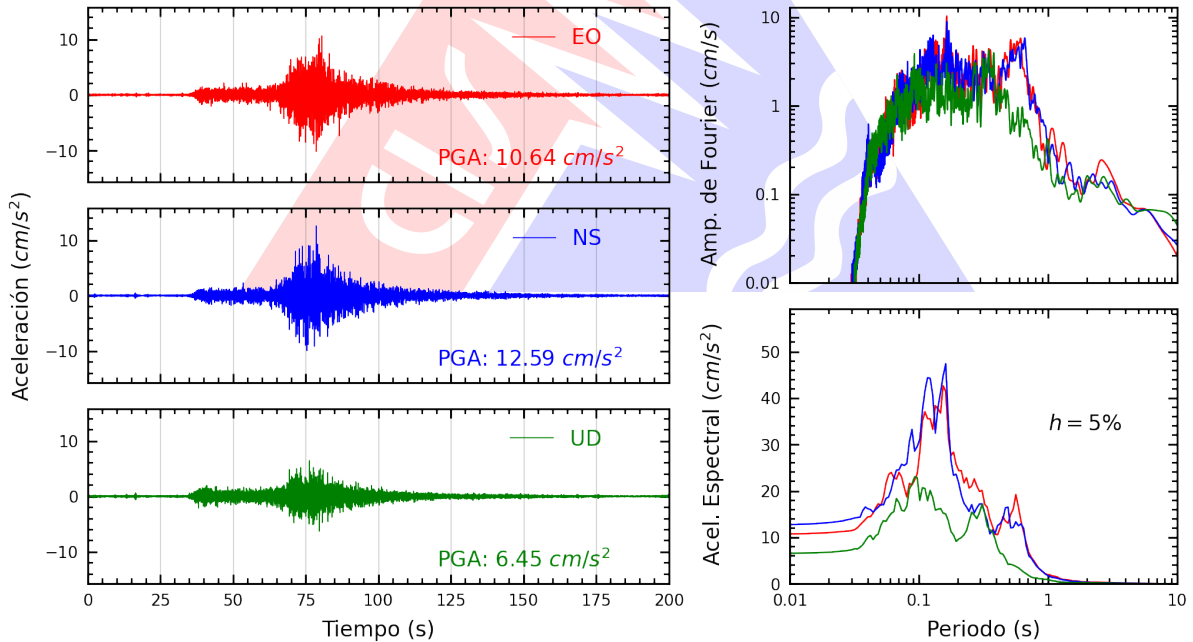 Aceleración (cm/s²)
10
0
−10
EO
PGA: 10.64 cm/s²
10
0
−10
NS
PGA: 12.59 cm/s²
10
0
−10
UD
PGA: 6.45 cm/s²
0 25 50 75 100 125 150 175 200
Tiempo (s)
Amp. de Fourier (cm/s)
10
1
0.1
0.01
Acel. Espectral (cm/s²)
50
40
30
20
10
0
h = 5%
0.01 0.1 1 10
Periodo (s)